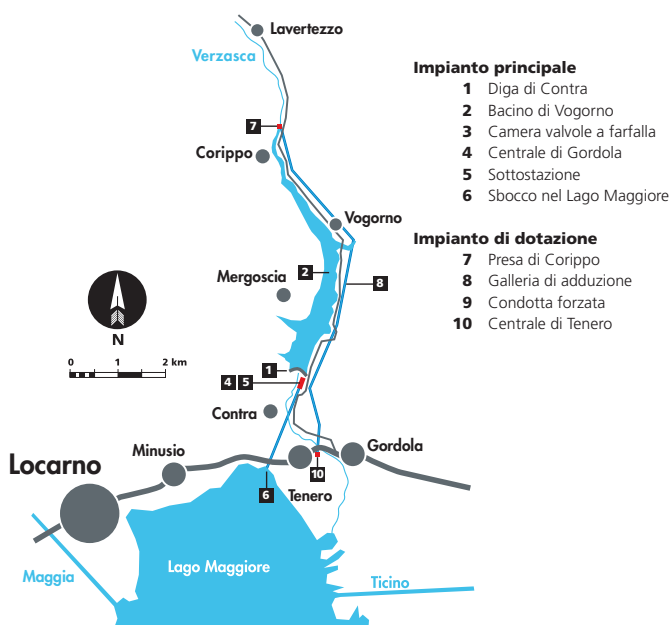 Lavertezzo
Verzasca
7
Corippo
Vogorno
2
Mergoscia
8
N
0 1 2 km
1
4 5
Contra
Minusio
Gordola
Locarno
10
6
Tenero
Lago Maggiore
Maggia
Ticino
Impianto principale
1 Diga di Contra
2 Bacino di Vogorno
3 Camera valvole a farfalla
4 Centrale di Gordola
5 Sottostazione
6 Sbocco nel Lago Maggiore
Impianto di dotazione
7 Presa di Corippo
8 Galleria di adduzione
9 Condotta forzata
10 Centrale di Tenero